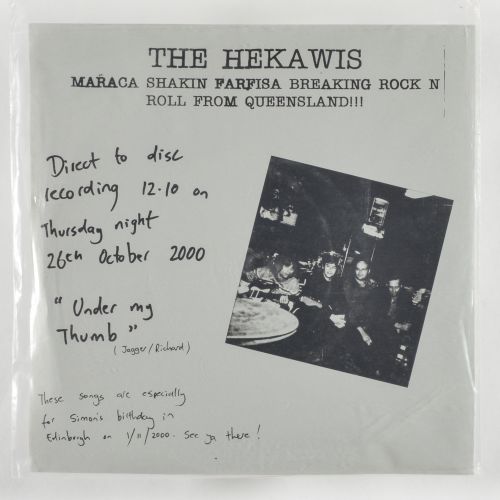 THE HEKAWIS
MARACA SHAKIN FARFISA BREAKING ROCK N
ROLL FROM QUEENSLAND!!!
Direct to disc
recording 12.10 on
Thursday night
26th October 2000
"Under my
Thumb"
(Jagger/Richard)
These songs are especially
for Simon's birthday in
Edinburgh on 1/11/2000. See ya there!